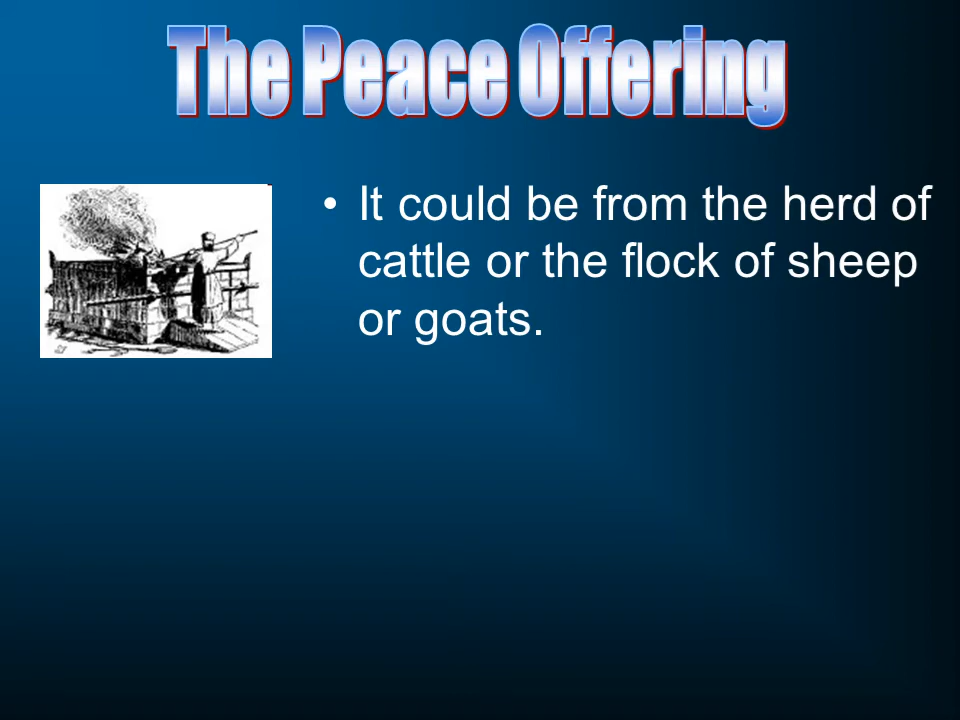 The Peace Offering
• It could be from the herd of
cattle or the flock of sheep
or goats.